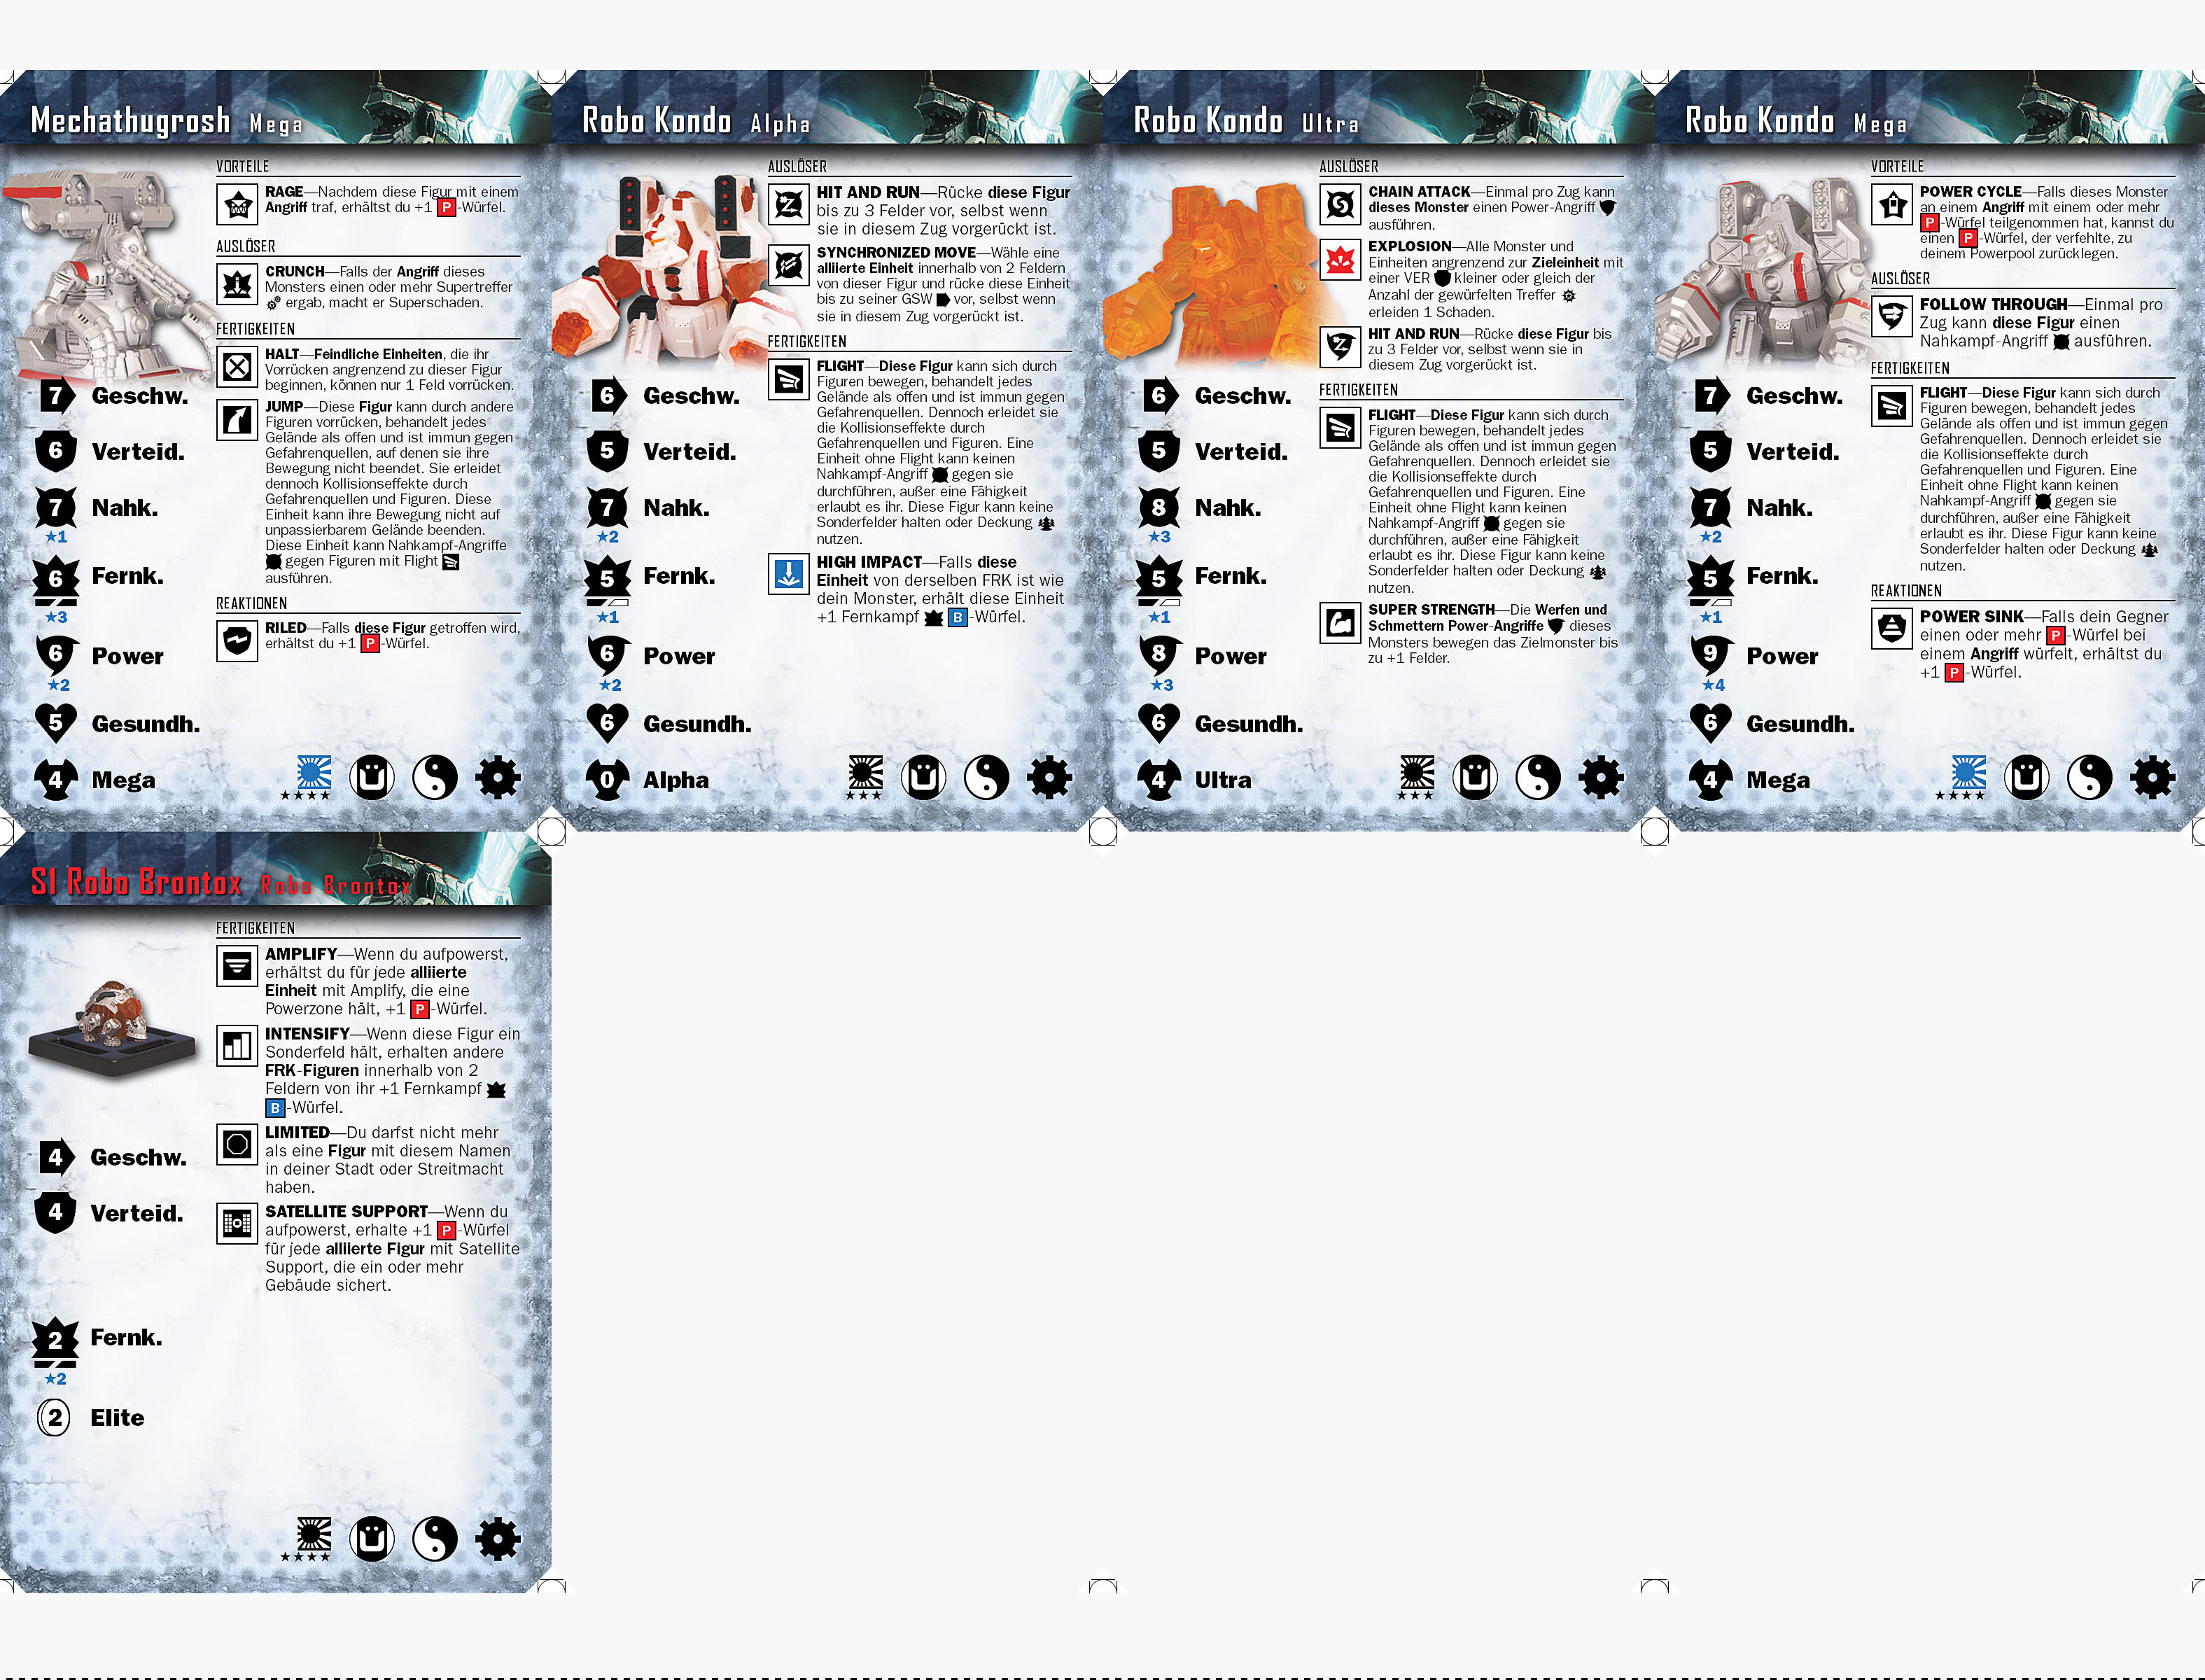 Mechathugrosh Mega
VORTEILE
RAGE—Nachdem diese Figur mit einem
Angriff traf, erhältst du +1 P-Würfel.
AUSLÖSER
CRUNCH—Falls der Angriff dieses
Monsters einen oder mehr Supertreffer
ergab, macht er Superschaden.
FERTIGKEITEN
HALT—Feindliche Einheiten, die ihr
Vorrücken angrenzend zu dieser Figur
beginnen, können nur 1 Feld vorrücken.
JUMP—Diese Figur kann durch andere
Figuren vorrücken, behandelt jedes
Gelände als offen und ist immun gegen
Gefahrenquellen, auf denen sie ihre
Bewegung nicht beendet. Sie erleidet
dennoch Kollisionseffekte durch
Gefahrenquellen und Figuren. Diese
Einheit kann ihre Bewegung nicht auf
unpassierbarem Gelände beenden.
Diese Einheit kann Nahkampf-Angriffe
gegen Figuren mit Flight
ausführen.
REAKTIONEN
RILED—Falls diese Figur getroffen wird,
erhältst du +1 P-Würfel.
7 Geschw.
6 Verteid.
7 Nahk.
★1
6 Fernk.
★3
6 Power
★2
5 Gesundh.
4 Mega
★★★★
Robo Kondo Alpha
AUSLÖSER
HIT AND RUN—Rücke diese Figur
bis zu 3 Felder vor, selbst wenn
sie in diesem Zug vorgerückt ist.
SYNCHRONIZED MOVE—Wähle eine
alliierte Einheit innerhalb von 2 Feldern
von dieser Figur und rücke diese Einheit
bis zu seiner GSW vor, selbst wenn
sie in diesem Zug vorgerückt ist.
FERTIGKEITEN
FLIGHT—Diese Figur kann sich durch
Figuren bewegen, behandelt jedes
Gelände als offen und ist immun gegen
Gefahrenquellen. Dennoch erleidet sie
die Kollisionseffekte durch
Gefahrenquellen und Figuren. Eine
Einheit ohne Flight kann keinen
Nahkampf-Angriff gegen sie
durchführen, außer eine Fähigkeit
erlaubt es ihr. Diese Figur kann keine
Sonderfelder halten oder Deckung
nutzen.
HIGH IMPACT—Falls diese
Einheit von derselben FRK ist wie
dein Monster, erhält diese Einheit
+1 Fernkampf B-Würfel.
6 Geschw.
5 Verteid.
7 Nahk.
★2
5 Fernk.
★1
6 Power
★2
6 Gesundh.
0 Alpha
★★★
Robo Kondo Ultra
AUSLÖSER
CHAIN ATTACK—Einmal pro Zug kann
dieses Monster einen Power-Angriff
ausführen.
EXPLOSION—Alle Monster und
Einheiten angrenzend zur Zieleinheit mit
einer VER kleiner oder gleich der
Anzahl der gewürfelten Treffer
erleiden 1 Schaden.
HIT AND RUN—Rücke diese Figur bis
zu 3 Felder vor, selbst wenn sie in
diesem Zug vorgerückt ist.
FERTIGKEITEN
FLIGHT—Diese Figur kann sich durch
Figuren bewegen, behandelt jedes
Gelände als offen und ist immun gegen
Gefahrenquellen. Dennoch erleidet sie
die Kollisionseffekte durch
Gefahrenquellen und Figuren. Eine
Einheit ohne Flight kann keinen
Nahkampf-Angriff gegen sie
durchführen, außer eine Fähigkeit
erlaubt es ihr. Diese Figur kann keine
Sonderfelder halten oder Deckung
nutzen.
SUPER STRENGTH—Die Werfen und
Schmettern Power-Angriffe dieses
Monsters bewegen das Zielmonster bis
zu +1 Felder.
6 Geschw.
5 Verteid.
8 Nahk.
★3
5 Fernk.
★1
8 Power
★3
6 Gesundh.
4 Ultra
★★★
Robo Kondo Mega
VORTEILE
POWER CYCLE—Falls dieses Monster
an einem Angriff mit einem oder mehr
P-Würfel teilgenommen hat, kannst du
einen P-Würfel, der verfehlte, zu
deinem Powerpool zurücklegen.
AUSLÖSER
FOLLOW THROUGH—Einmal pro
Zug kann diese Figur einen
Nahkampf-Angriff ausführen.
FERTIGKEITEN
FLIGHT—Diese Figur kann sich durch
Figuren bewegen, behandelt jedes
Gelände als offen und ist immun gegen
Gefahrenquellen. Dennoch erleidet sie
die Kollisionseffekte durch
Gefahrenquellen und Figuren. Eine
Einheit ohne Flight kann keinen
Nahkampf-Angriff gegen sie
durchführen, außer eine Fähigkeit
erlaubt es ihr. Diese Figur kann keine
Sonderfelder halten oder Deckung
nutzen.
REAKTIONEN
POWER SINK—Falls dein Gegner
einen oder mehr P-Würfel bei
einem Angriff würfelt, erhältst du
+1 P-Würfel.
7 Geschw.
5 Verteid.
7 Nahk.
★2
5 Fernk.
★1
9 Power
★4
6 Gesundh.
4 Mega
★★★★
S1 Robo Brontox Robo Brontox
FERTIGKEITEN
AMPLIFY—Wenn du aufpowerst,
erhältst du für jede alliierte
Einheit mit Amplify, die eine
Powerzone hält, +1 P-Würfel.
INTENSIFY—Wenn diese Figur ein
Sonderfeld hält, erhalten andere
FRK-Figuren innerhalb von 2
Feldern von ihr +1 Fernkampf
B-Würfel.
LIMITED—Du darfst nicht mehr
als eine Figur mit diesem Namen
in deiner Stadt oder Streitmacht
haben.
SATELLITE SUPPORT—Wenn du
aufpowerst, erhalte +1 P-Würfel
für jede alliierte Figur mit Satellite
Support, die ein oder mehr
Gebäude sichert.
4 Geschw.
4 Verteid.
2 Fernk.
★2
2 Elite
★★★★